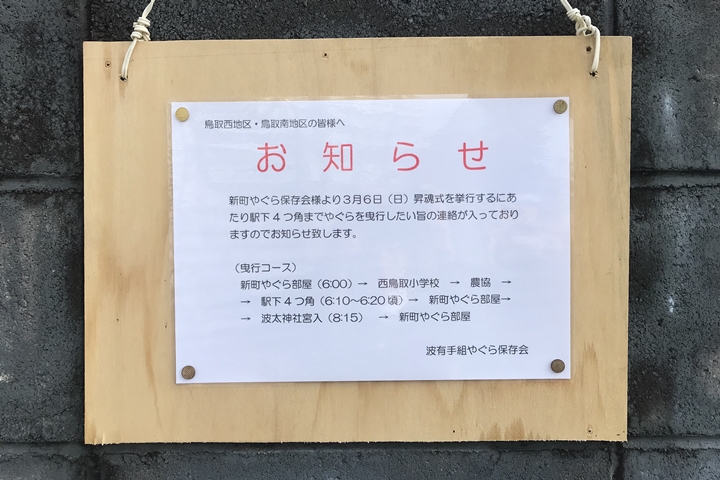 鳥取西地区・鳥取南地区の皆様へ
お知らせ
新町やぐら保存会様より３月６日（日）昇魂式を挙行するにあ
たり駅下４つ角までやぐらを曳行したい旨の連絡が入っており
ますのでお知らせ致します。
（曳行コース）
新町やぐら部屋（6:00）→　西鳥取小学校　→　農協　→
→　駅下４つ角（6:10～6:20頃）→　新町やぐら部屋→
→　波太神社宮入（8:15）　→　新町やぐら部屋
波有手組やぐら保存会